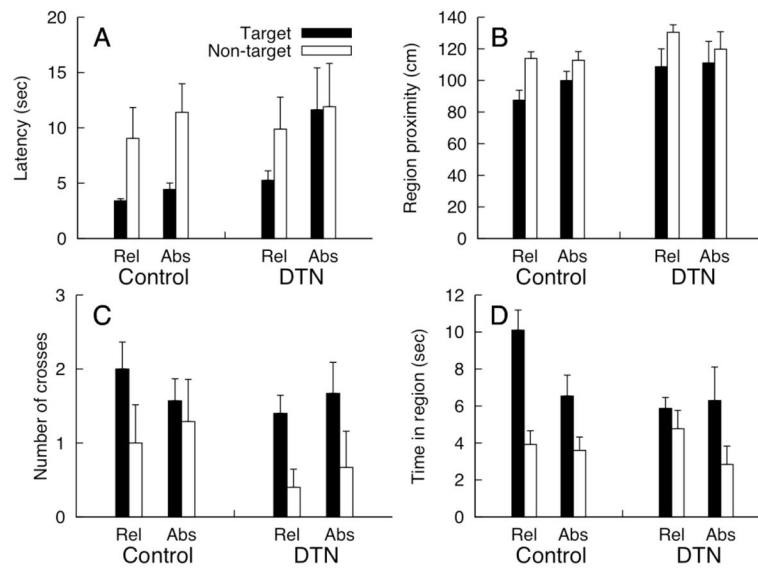 A
Target
Non-target
Latency (sec)
20
15
10
5
0
Rel Abs Rel Abs
Control DTN
B
Region proximity (cm)
140
120
100
80
60
40
20
0
Rel Abs Rel Abs
Control DTN
C
Number of crosses
3
2
1
0
Rel Abs Rel Abs
Control DTN
D
Time in region (sec)
12
10
8
6
4
2
0
Rel Abs Rel Abs
Control DTN